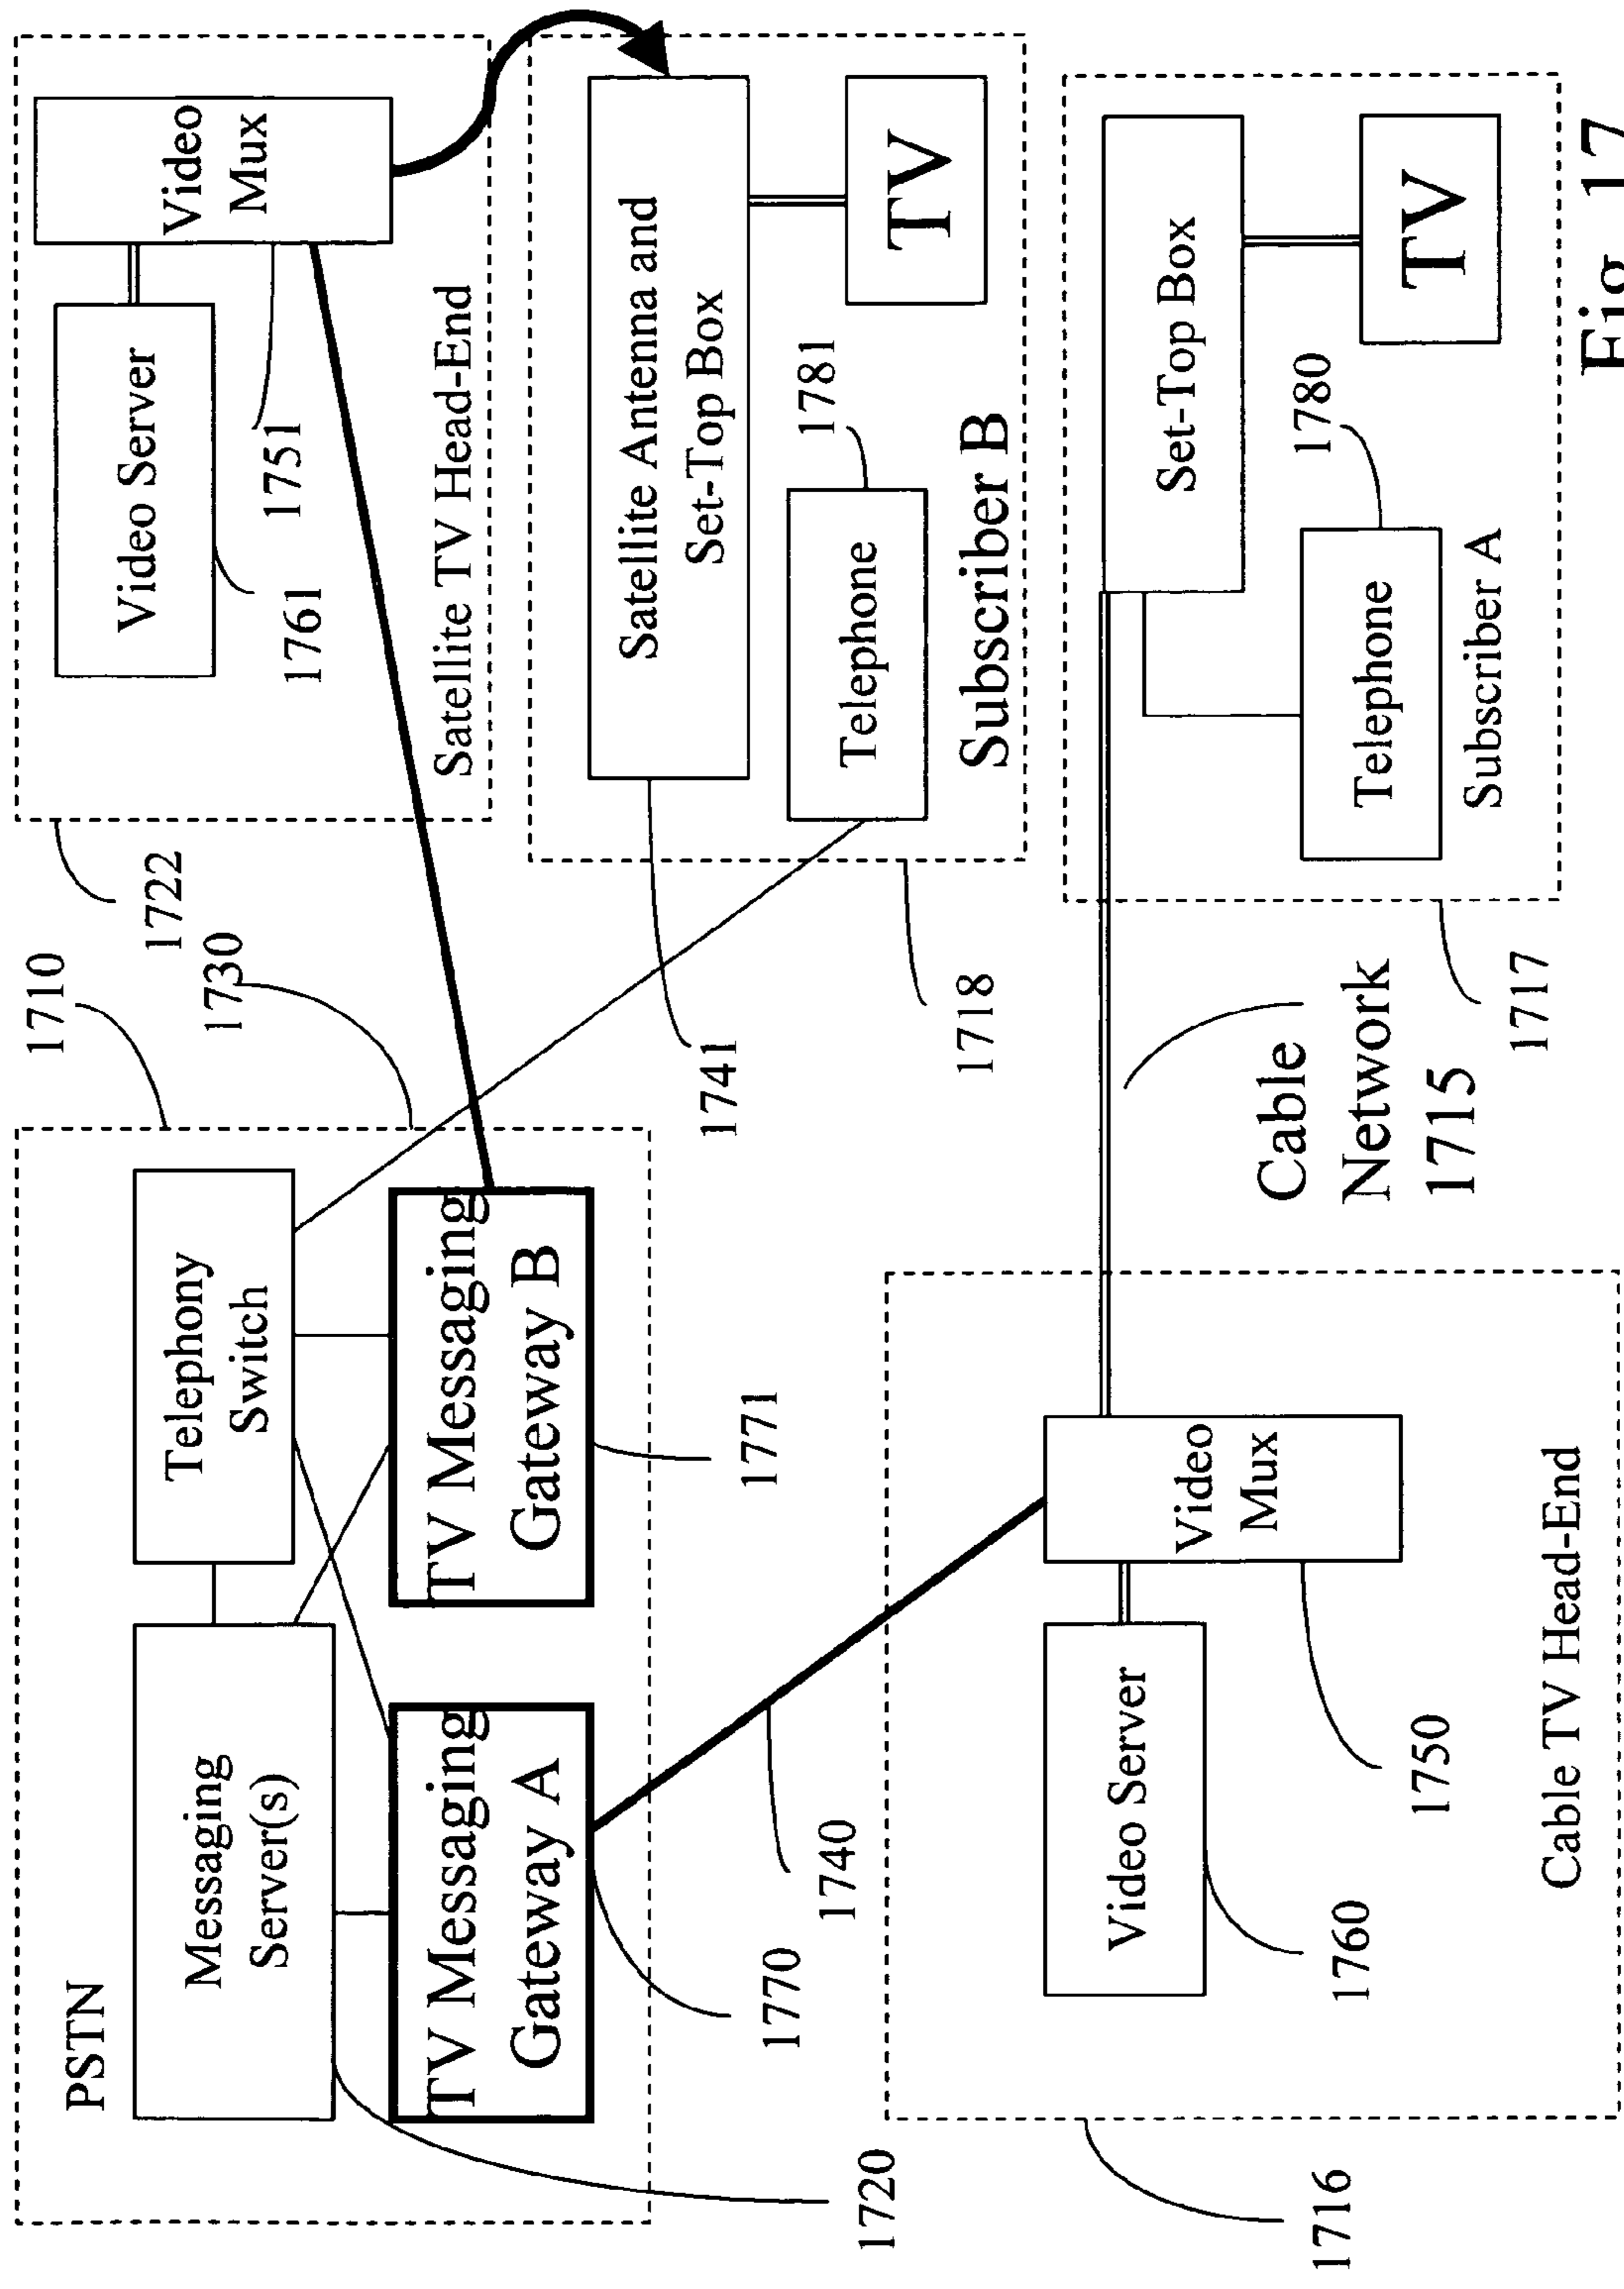 PSTN
1710
Messaging
Server(s)
Telephony
Switch
1730
TV Messaging
Gateway A
TV Messaging
Gateway B
1720
1770
1771
1740
1722
Video Server
Video
Mux
1761
1751
Satellite TV Head-End
Satellite Antenna and
Set-Top Box
1741
Telephone
1781
TV
Subscriber B
1718
Cable
Network
1715
Set-Top Box
Telephone
1780
TV
Subscriber A
1717
Video Server
Video
Mux
1760
1750
Cable TV Head-End
1716
Fig. 17